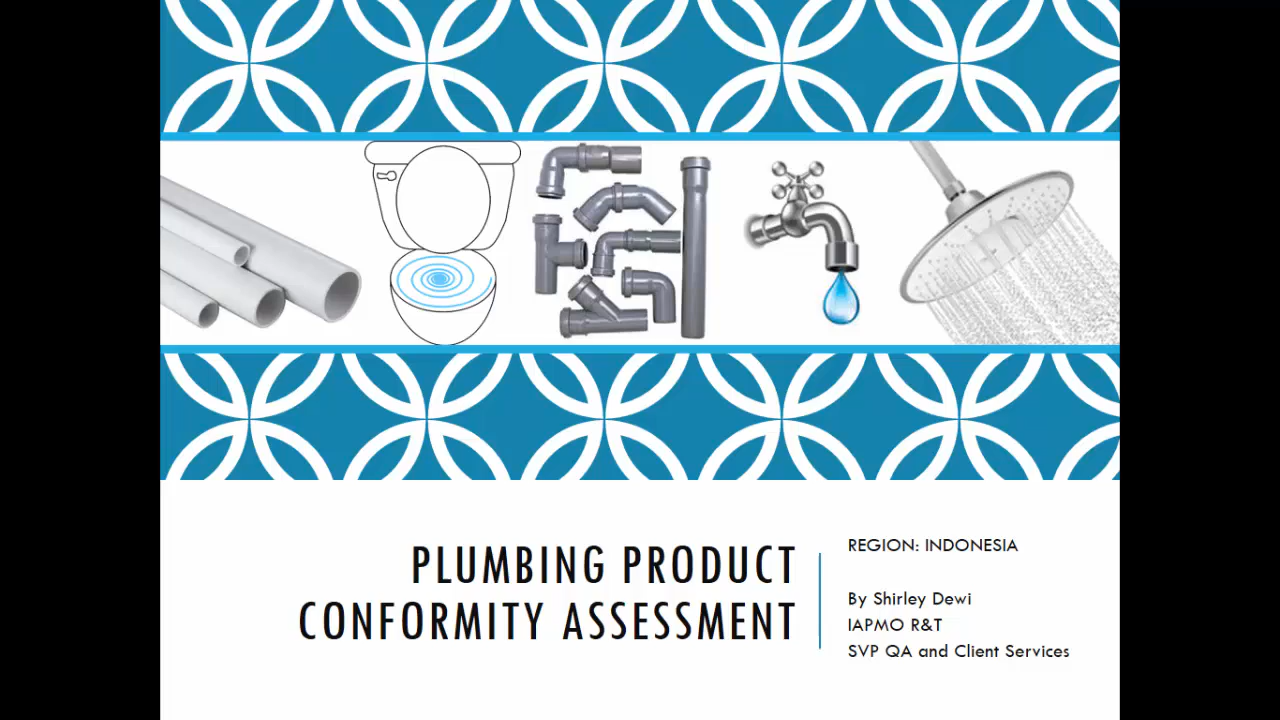 PLUMBING PRODUCT
CONFORMITY ASSESSMENT
REGION: INDONESIA
By Shirley Dewi
IAPMO R&T
SVP QA and Client Services